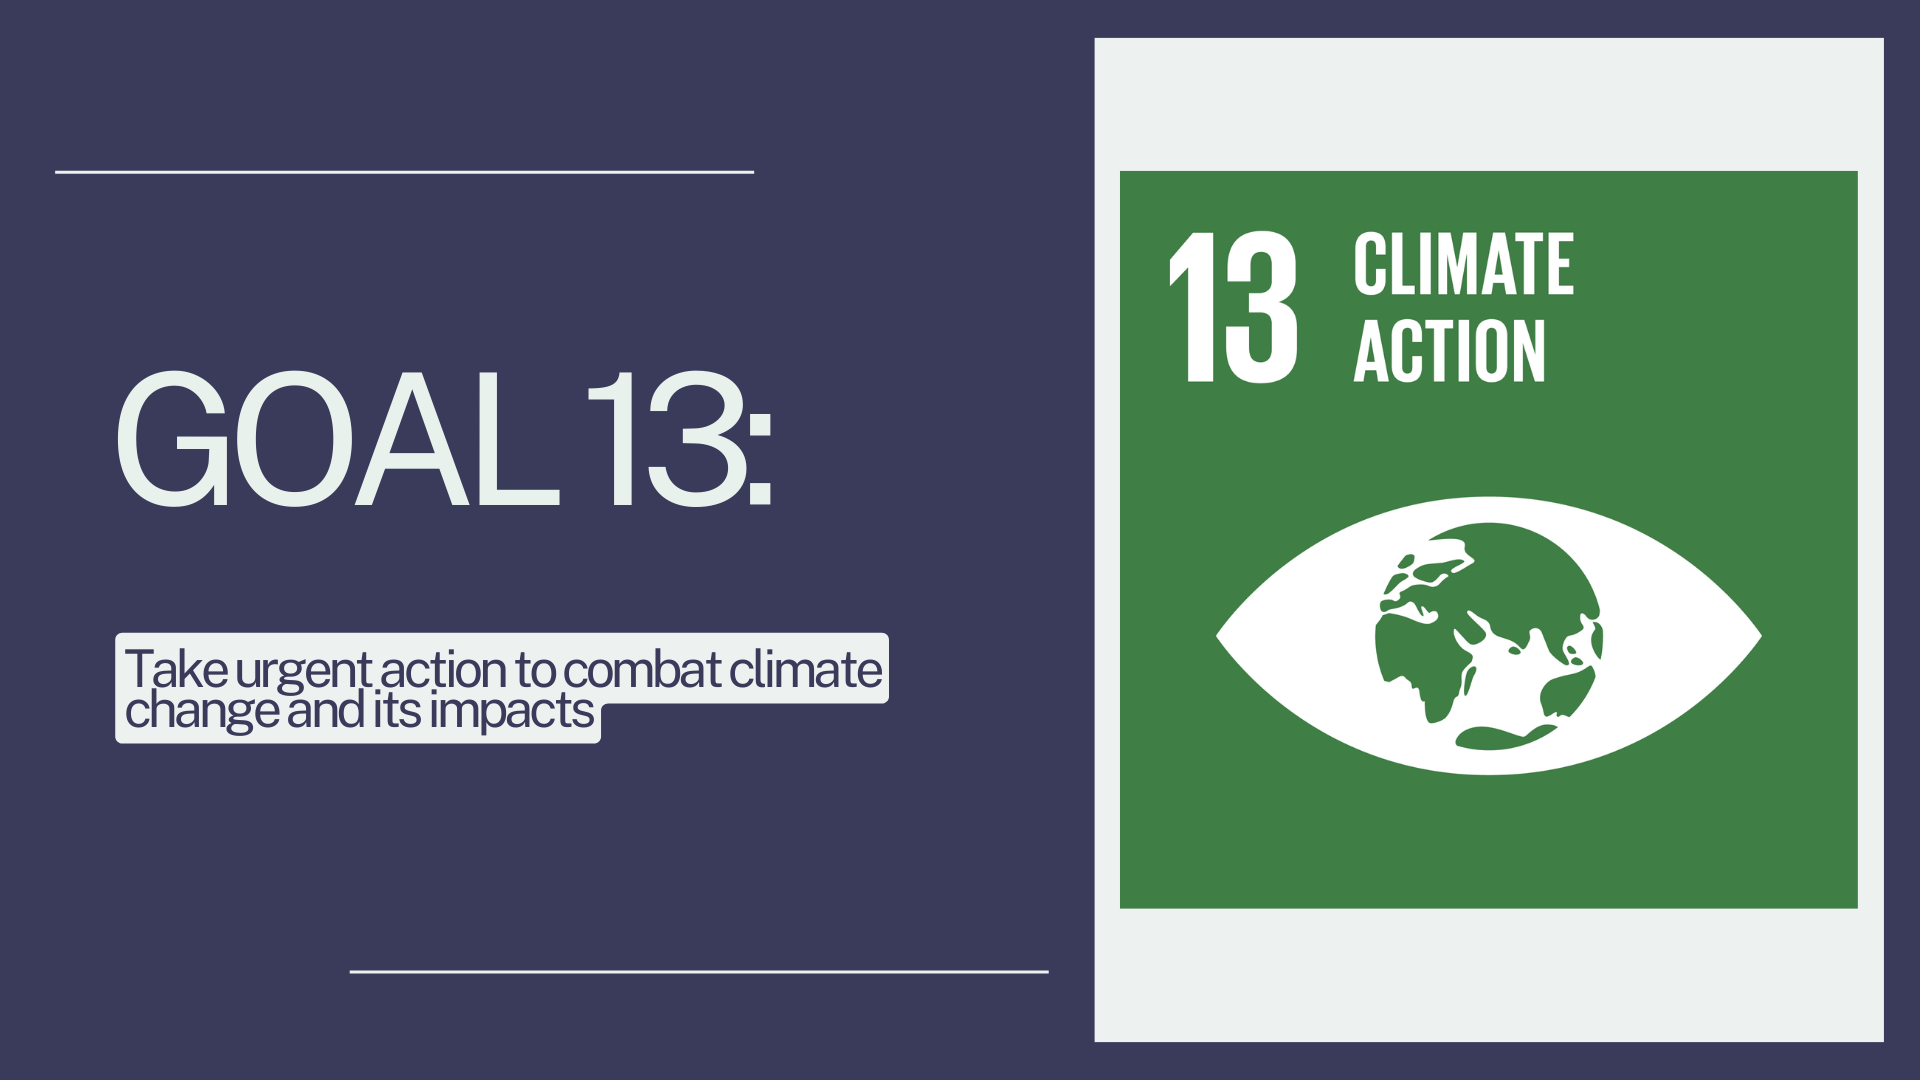 GOAL 13:
Take urgent action to combat climate
change and its impacts
13 CLIMATE
ACTION